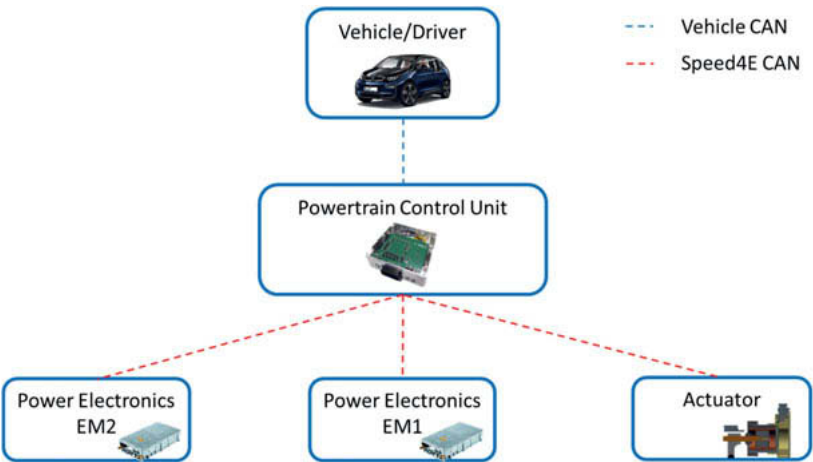 Vehicle/Driver
Vehicle CAN
Speed4E CAN
Powertrain Control Unit
Power Electronics
EM2
Power Electronics
EM1
Actuator